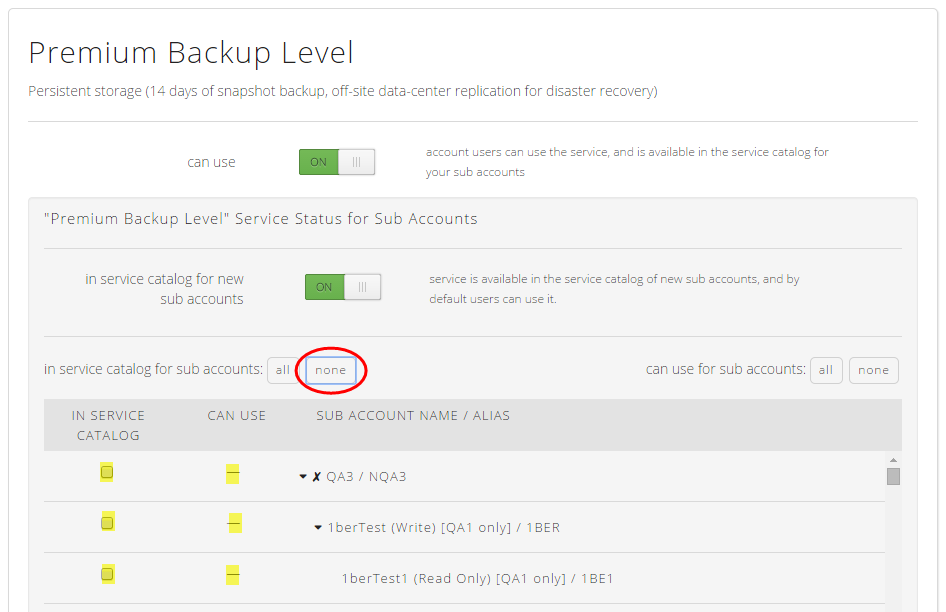 Premium Backup Level
Persistent storage (14 days of snapshot backup, off-site data-center replication for disaster recovery)
can use
ON
account users can use the service, and is available in the service catalog for
your sub accounts
"Premium Backup Level" Service Status for Sub Accounts
in service catalog for new
sub accounts
ON
service is available in the service catalog of new sub accounts, and by
default users can use it.
in service catalog for sub accounts: all none
can use for sub accounts: all none
IN SERVICE
CATALOG
CAN USE
SUB ACCOUNT NAME / ALIAS
✗ QA3 / NQA3
1berTest (Write) [QA1 only] / 1BER
1berTest1 (Read Only) [QA1 only] / 1BE1